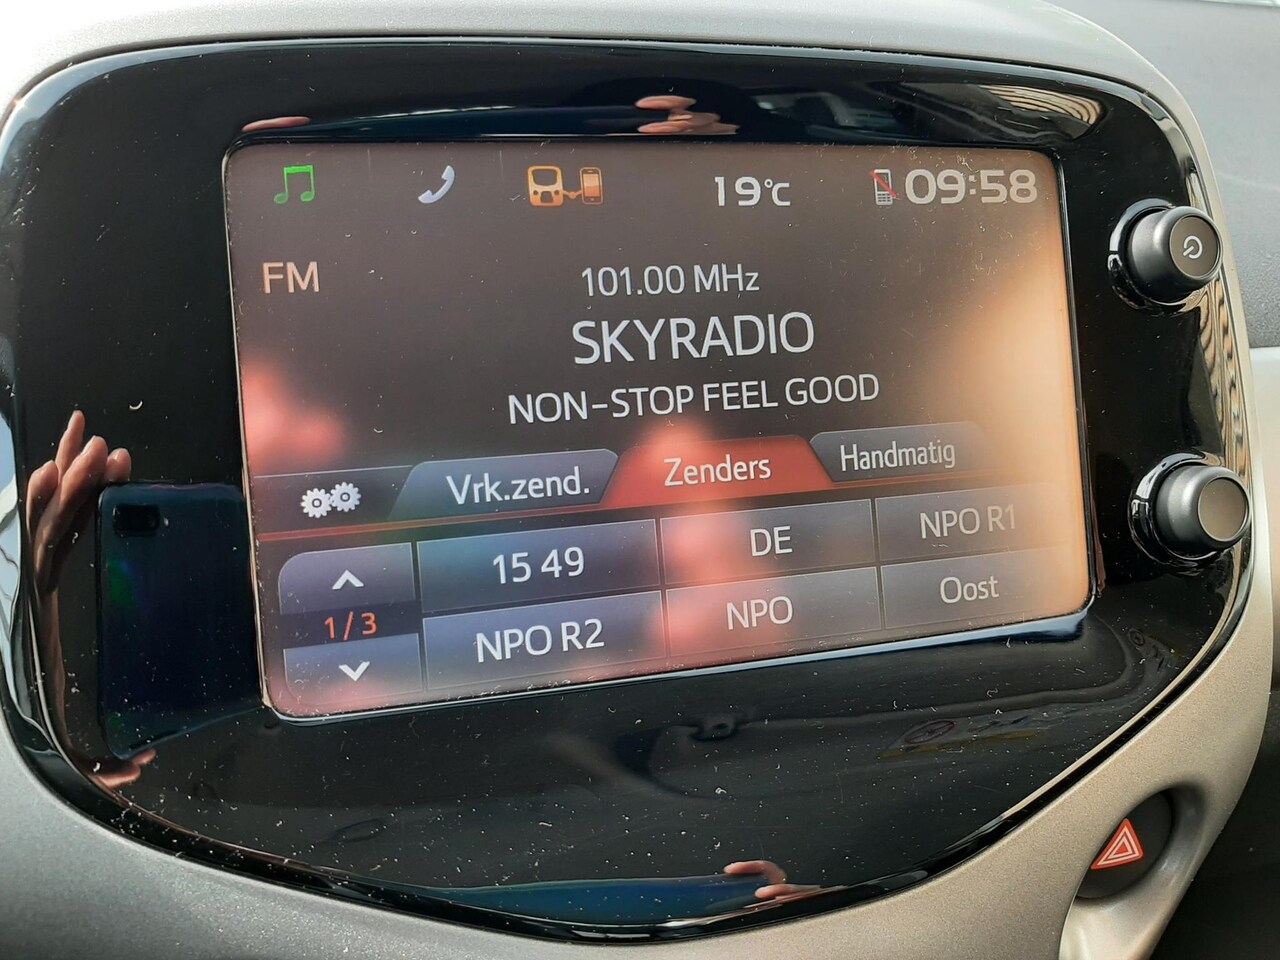 19°C 09:58
FM
101.00 MHz
SKYRADIO
NON-STOP FEEL GOOD
Vrk.zend. Zenders Handmatig
15 49 DE NPO R1
1/3
NPO R2 NPO Oost